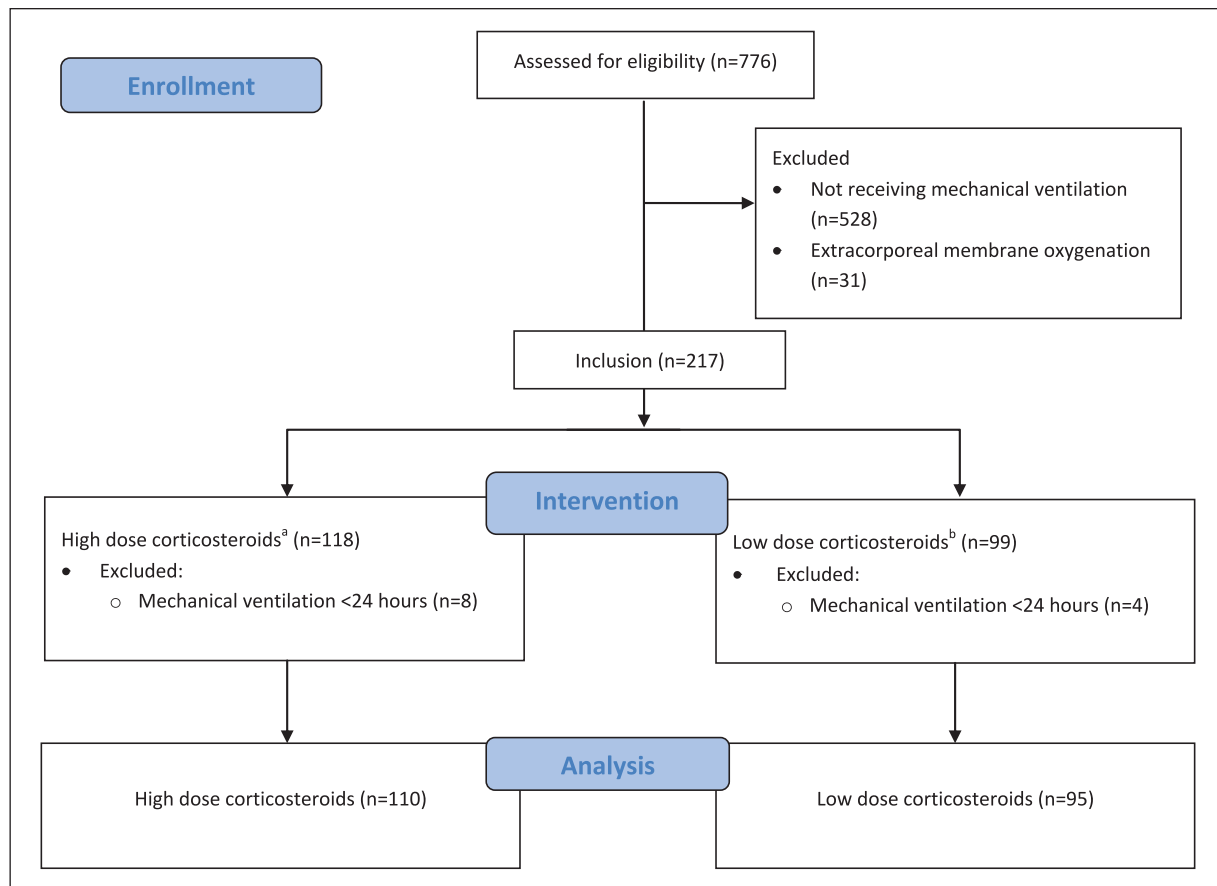 Enrollment
Assessed for eligibility (n=776)
Excluded
• Not receiving mechanical ventilation
(n=528)
• Extracorporeal membrane oxygenation
(n=31)
Inclusion (n=217)
Intervention
High dose corticosteroidsᵃ (n=118)
• Excluded:
o Mechanical ventilation <24 hours (n=8)
Low dose corticosteroidsᵇ (n=99)
• Excluded:
o Mechanical ventilation <24 hours (n=4)
Analysis
High dose corticosteroids (n=110)
Low dose corticosteroids (n=95)